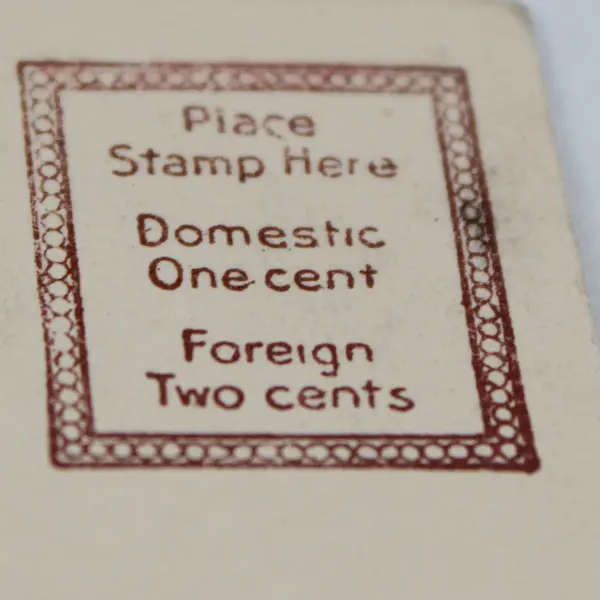 Place
Stamp Here
Domestic
One cent
Foreign
Two cents